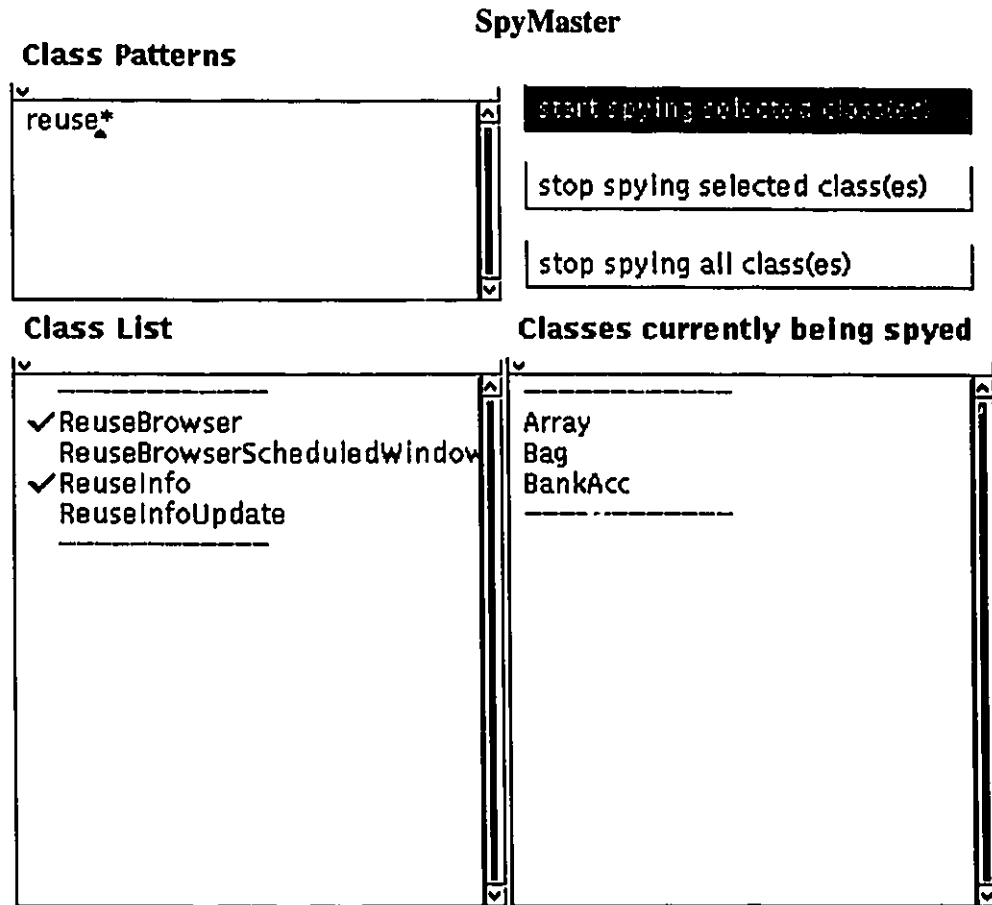 SpyMaster
Class Patterns
reuse*
start spying selected class(es)
stop spying selected class(es)
stop spying all class(es)
Class List
ReuseBrowser
ReuseBrowserScheduledWindow
ReuseInfo
ReuseInfoUpdate
Classes currently being spyed
Array
Bag
BankAcc